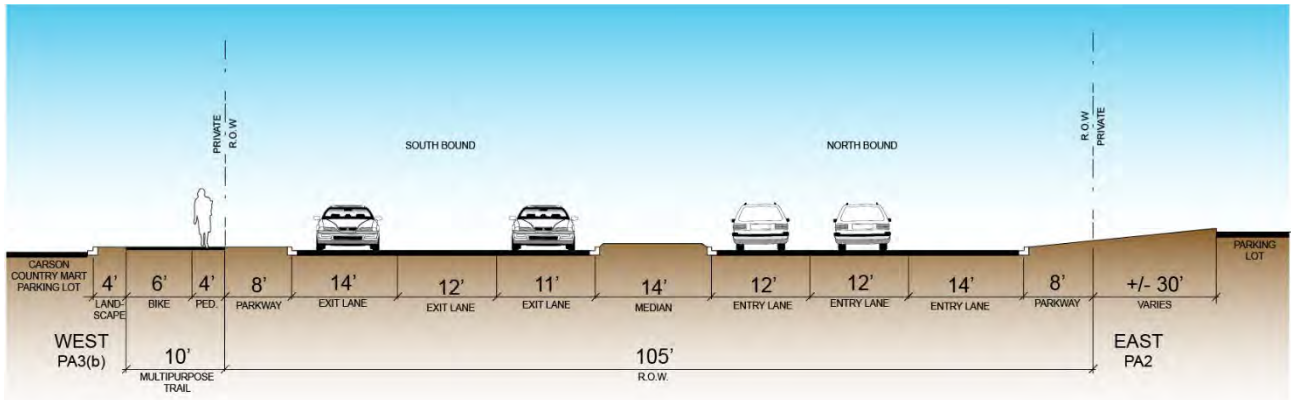 PRIVATE
R.O.W
SOUTH BOUND
NORTH BOUND
R.O.W
PRIVATE
CARSON
COUNTRY MART
PARKING LOT
PARKING
LOT
4'
6'
4'
8'
14'
12'
11'
14'
12'
12'
14'
8'
+/- 30'
LAND-
SCAPE
BIKE
PED.
PARKWAY
EXIT LANE
EXIT LANE
EXIT LANE
MEDIAN
ENTRY LANE
ENTRY LANE
ENTRY LANE
PARKWAY
VARIES
WEST
PA3(b)
10'
MULTIPURPOSE
TRAIL
105'
R.O.W.
EAST
PA2